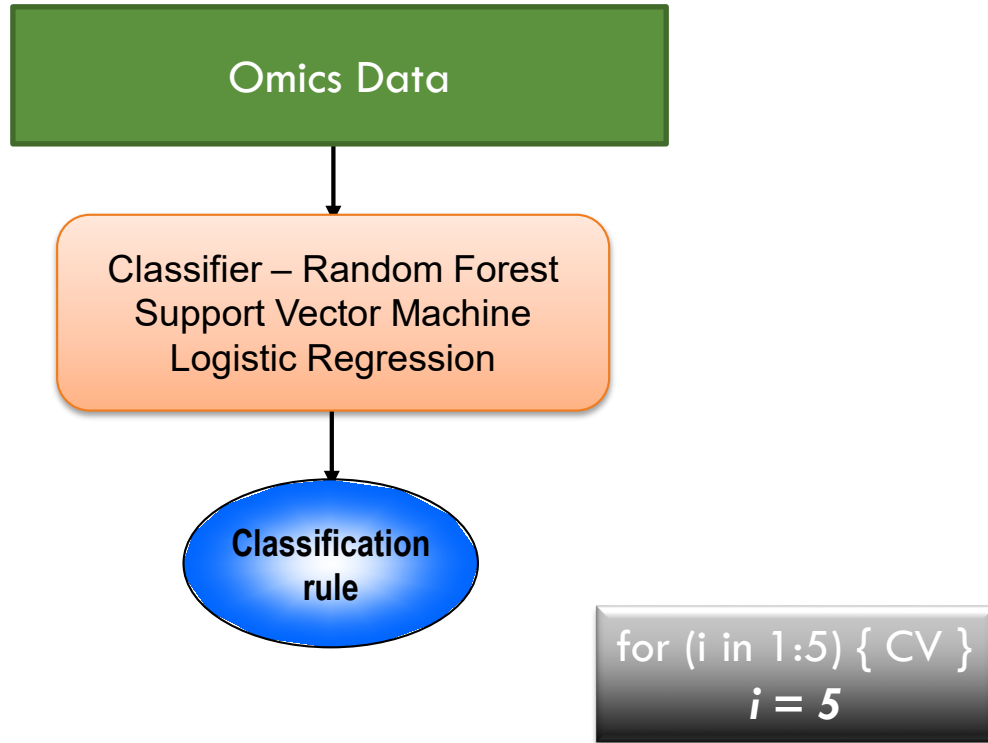 Omics Data
Classifier – Random Forest
Support Vector Machine
Logistic Regression
Classification
rule
for (i in 1:5) { CV }
i = 5